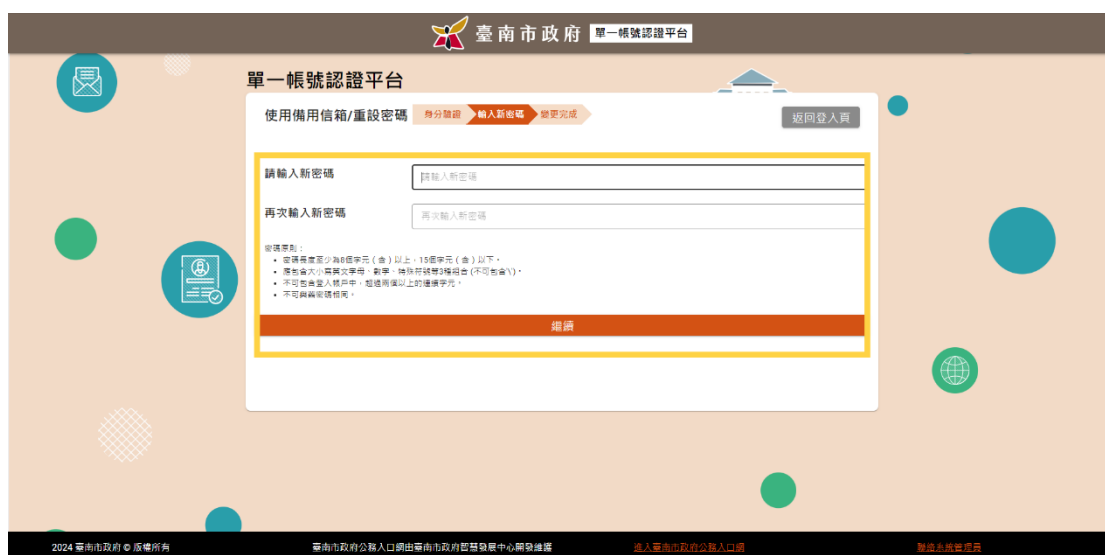 臺南市政府 單一帳號認證平台
單一帳號認證平台
使用備用信箱/重設密碼 身分驗證 輸入新密碼 變更完成
返回登入頁
請輸入新密碼 請輸入新密碼
再次輸入新密碼 再次輸入新密碼
密碼原則：
• 密碼長度至少為8個字元（含）以上，15個字元（含）以下。
• 應包含大小寫英文字母、數字、特殊符號等3種組合 (不可包含'\')。
• 不可包含登入帳戶中，超過兩個以上的連續字元。
• 不可與舊密碼相同。
繼續
2024 臺南市政府 © 版權所有 臺南市政府公務入口網由臺南市政府智慧發展中心開發維護 進入臺南市政府公務入口網 聯絡系統管理員